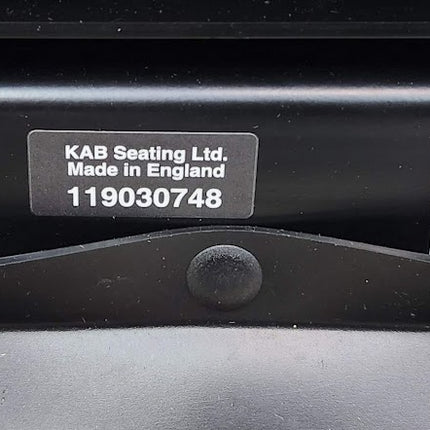 KAB Seating Ltd.
Made in England
119030748